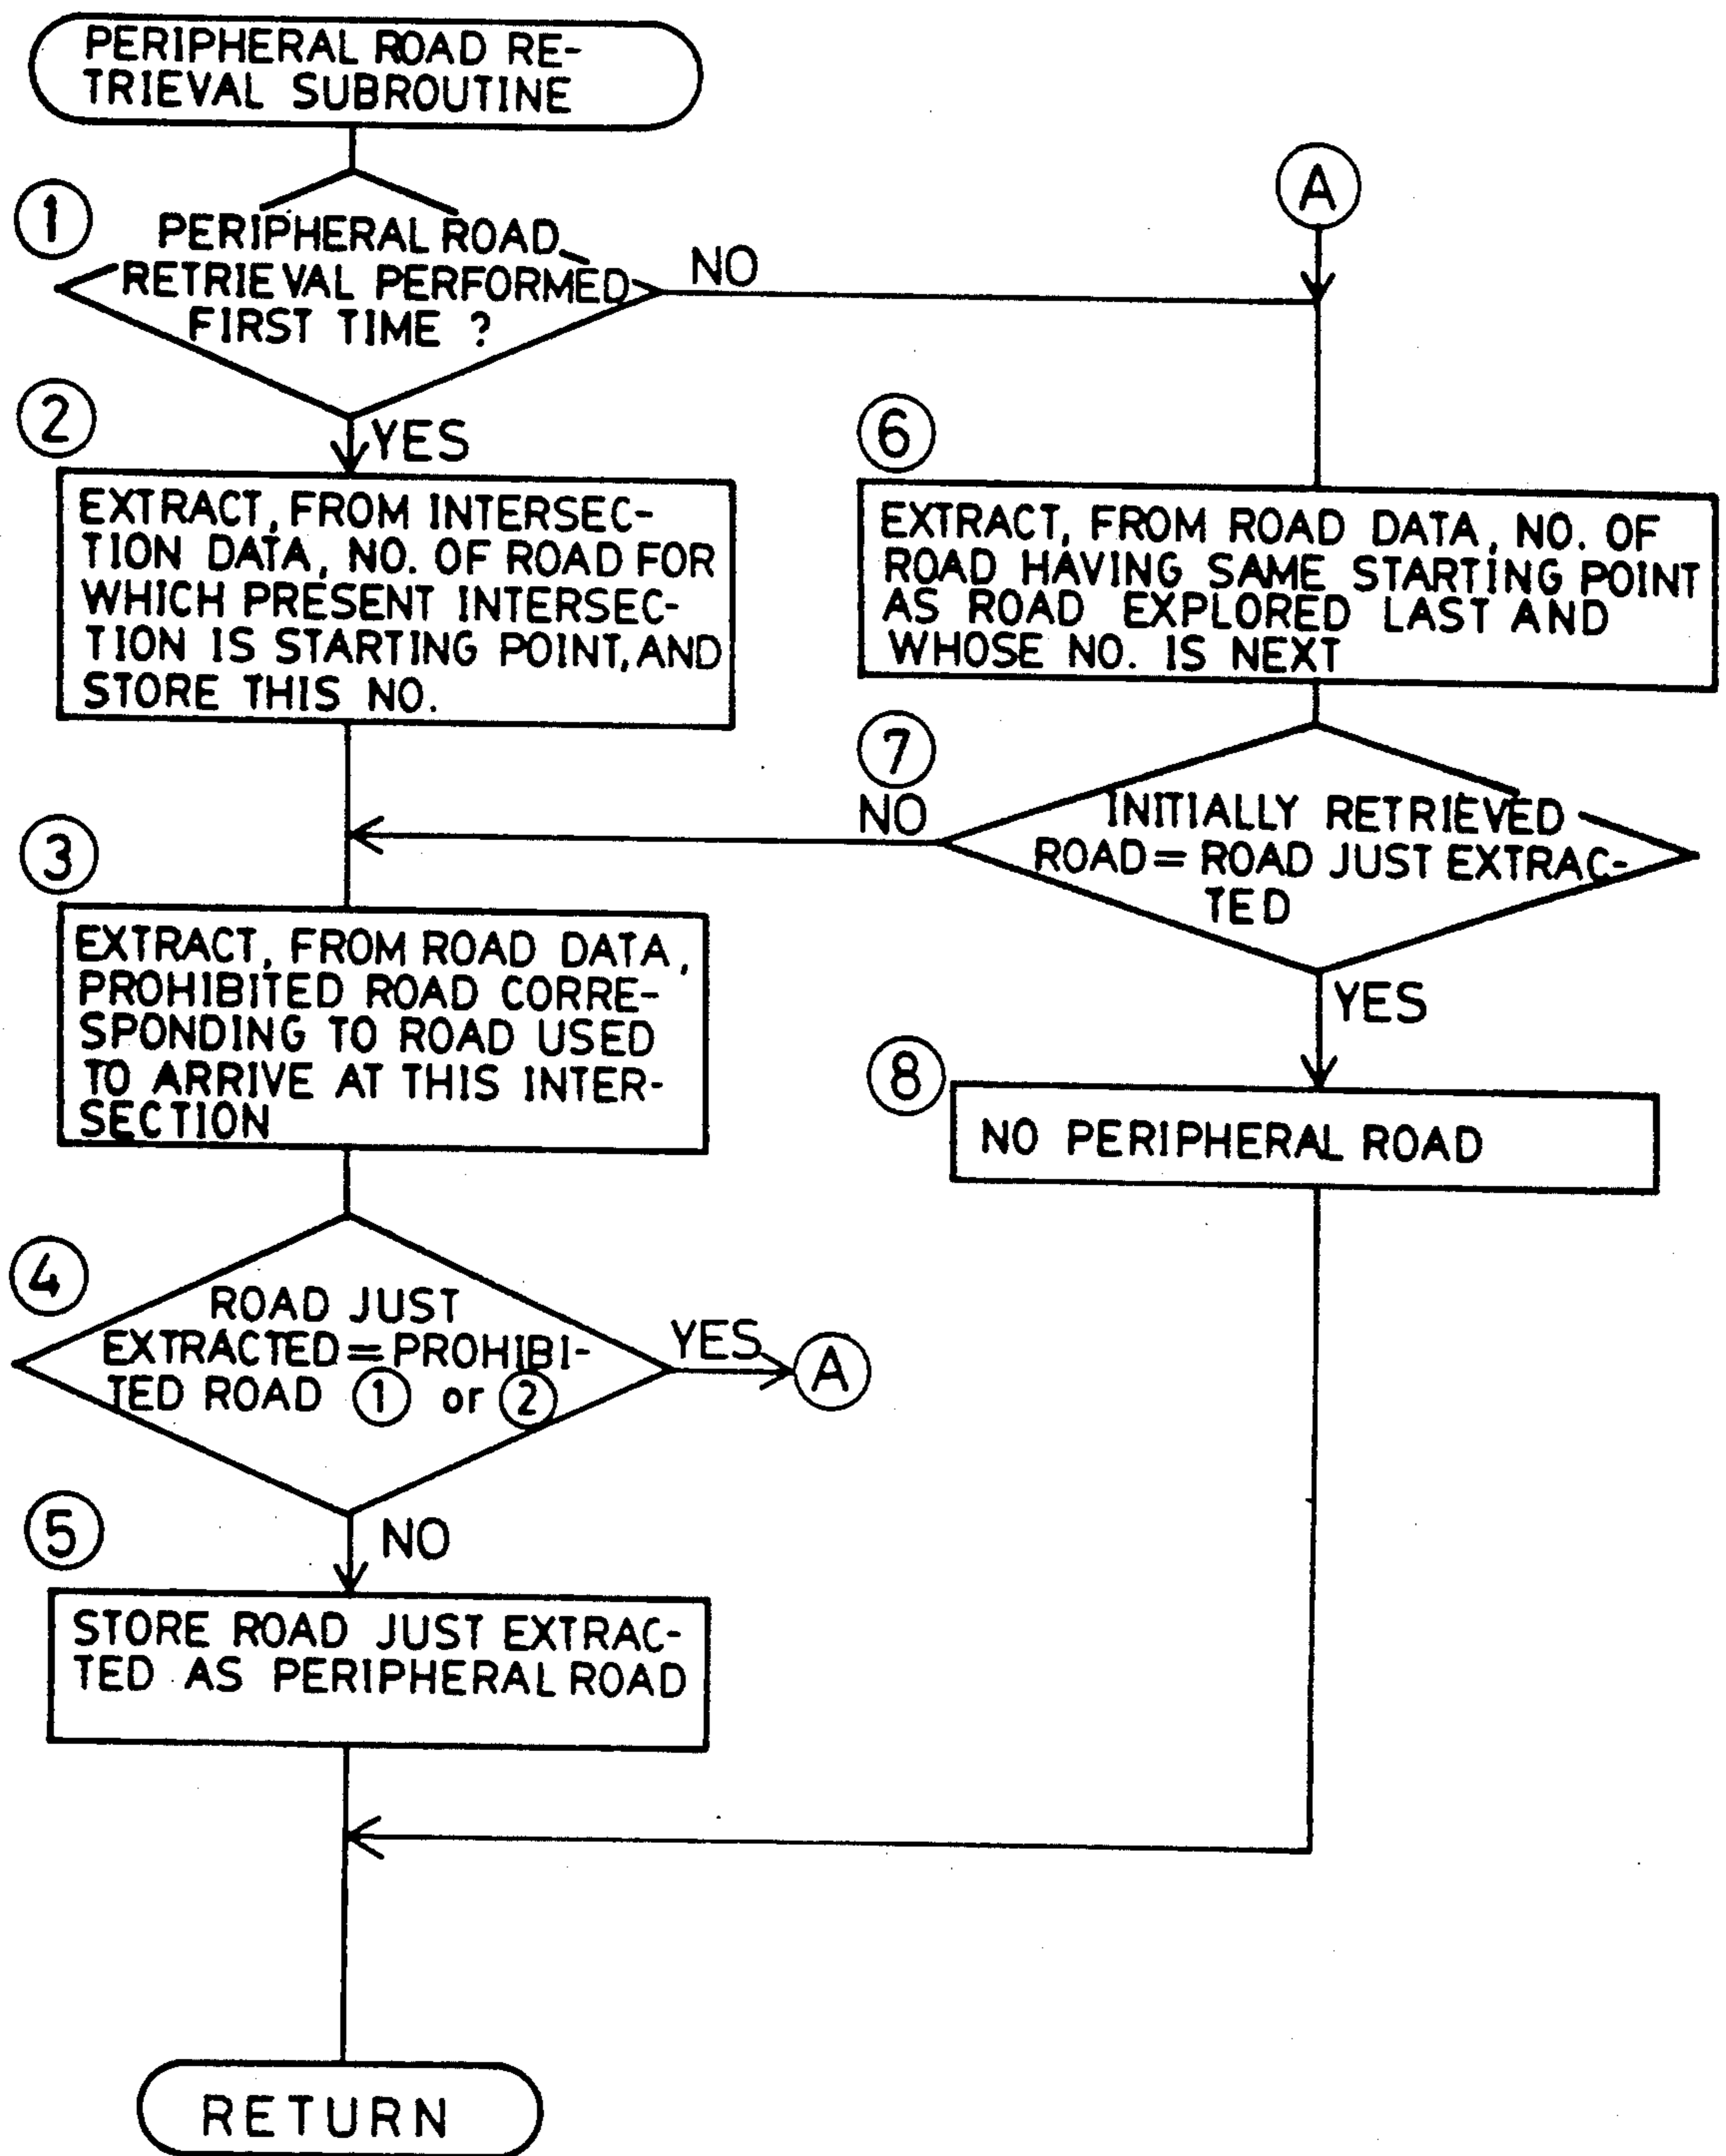 PERIPHERAL ROAD RE-
TRIEVAL SUBROUTINE
①
PERIPHERAL ROAD
RETRIEVAL PERFORMED
FIRST TIME ?
NO
YES
②
EXTRACT, FROM INTERSEC-
TION DATA, NO. OF ROAD FOR
WHICH PRESENT INTERSEC-
TION IS STARTING POINT, AND
STORE THIS NO.
③
EXTRACT, FROM ROAD DATA,
PROHIBITED ROAD CORRE-
SPONDING TO ROAD USED
TO ARRIVE AT THIS INTER-
SECTION
④
ROAD JUST
EXTRACTED = PROHIBI-
TED ROAD ① or ②
YES
A
NO
⑤
STORE ROAD JUST EXTRAC-
TED AS PERIPHERAL ROAD
A
⑥
EXTRACT, FROM ROAD DATA, NO. OF
ROAD HAVING SAME STARTING POINT
AS ROAD EXPLORED LAST AND
WHOSE NO. IS NEXT
⑦
NO
INITIALLY RETRIEVED
ROAD = ROAD JUST EXTRAC-
TED
YES
⑧
NO PERIPHERAL ROAD
RETURN